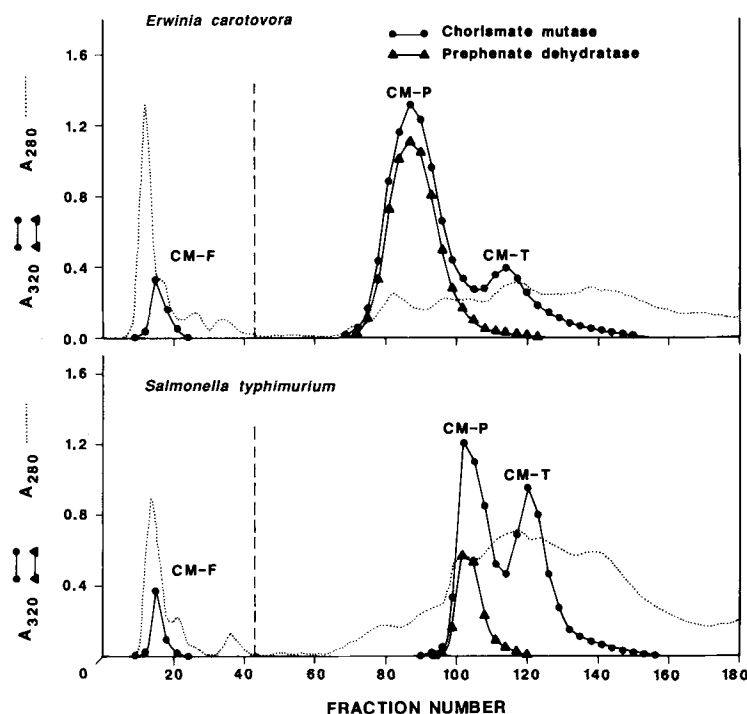 Erwinia carotovora
Chorismate mutase
Prephenate dehydratase
1.6
1.2
0.8
0.4
0.0
A280
A320
CM-F
CM-P
CM-T
Salmonella typhimurium
1.6
1.2
0.8
0.4
0
A280
A320
CM-F
CM-P
CM-T
20 40 60 80 100 120 140 160 180
FRACTION NUMBER